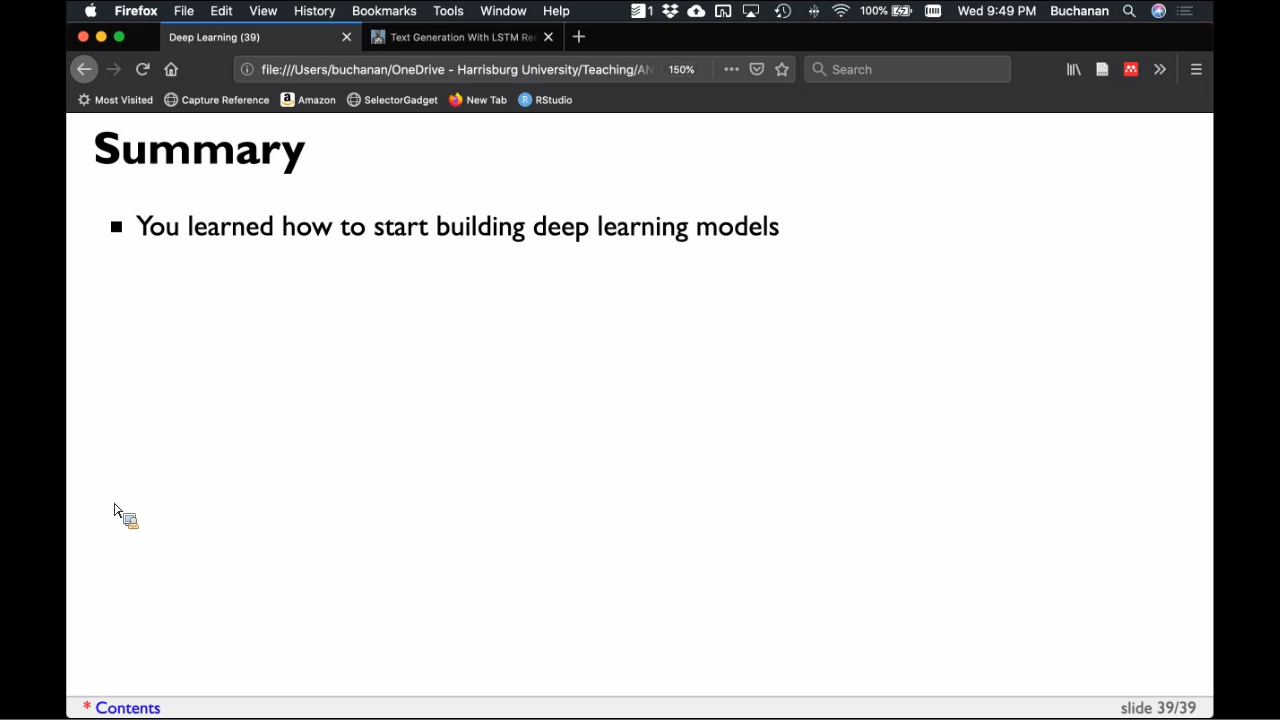 Firefox File Edit View History Bookmarks Tools Window Help 1 100% Wed 9:49 PM Buchanan
Deep Learning (39) Text Generation With LSTM Rec
file:///Users/buchanan/OneDrive - Harrisburg University/Teaching/AN 150% Search
Most Visited Capture Reference Amazon SelectorGadget New Tab RStudio
Summary
You learned how to start building deep learning models
* Contents slide 39/39